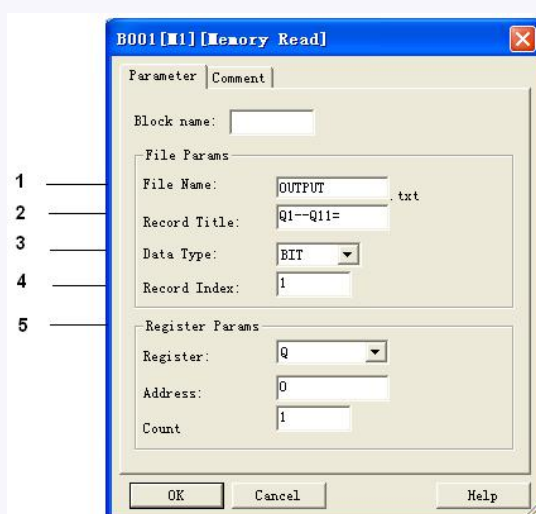 B001[M1][Memory Read]
Parameter Comment
Block name:
File Params
1 File Name: OUTPUT .txt
2 Record Title: Q1--Q11=
3 Data Type: BIT
4 Record Index: 1
5 Register Params
Register: Q
Address: 0
Count 1
OK Cancel Help